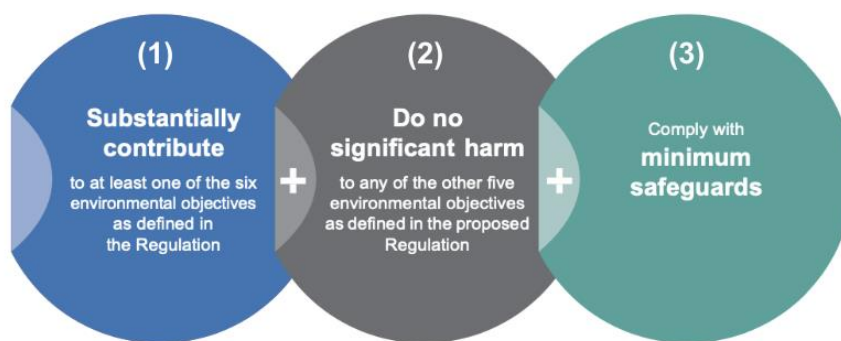 (1)
Substantially
contribute
to at least one of the six
environmental objectives
as defined in
the Regulation
+
(2)
Do no
significant harm
to any of the other five
environmental objectives
as defined in the proposed
Regulation
+
(3)
Comply with
minimum
safeguards